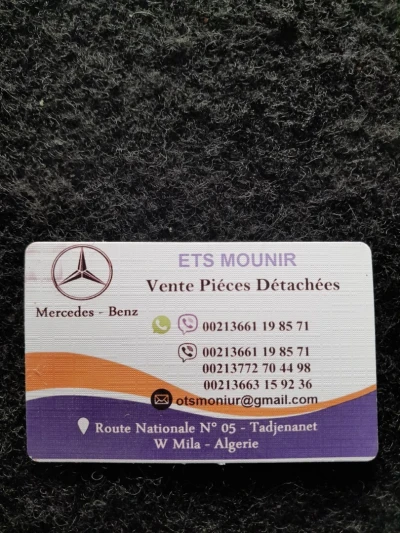 ETS MOUNIR
Vente Piéces Détachées
Mercedes - Benz
00213661 19 85 71
00213661 19 85 71
00213772 70 44 98
00213663 15 92 36
otsmoniur@gmail.com
Route Nationale N° 05 - Tadjenanet
W Mila - Algerie